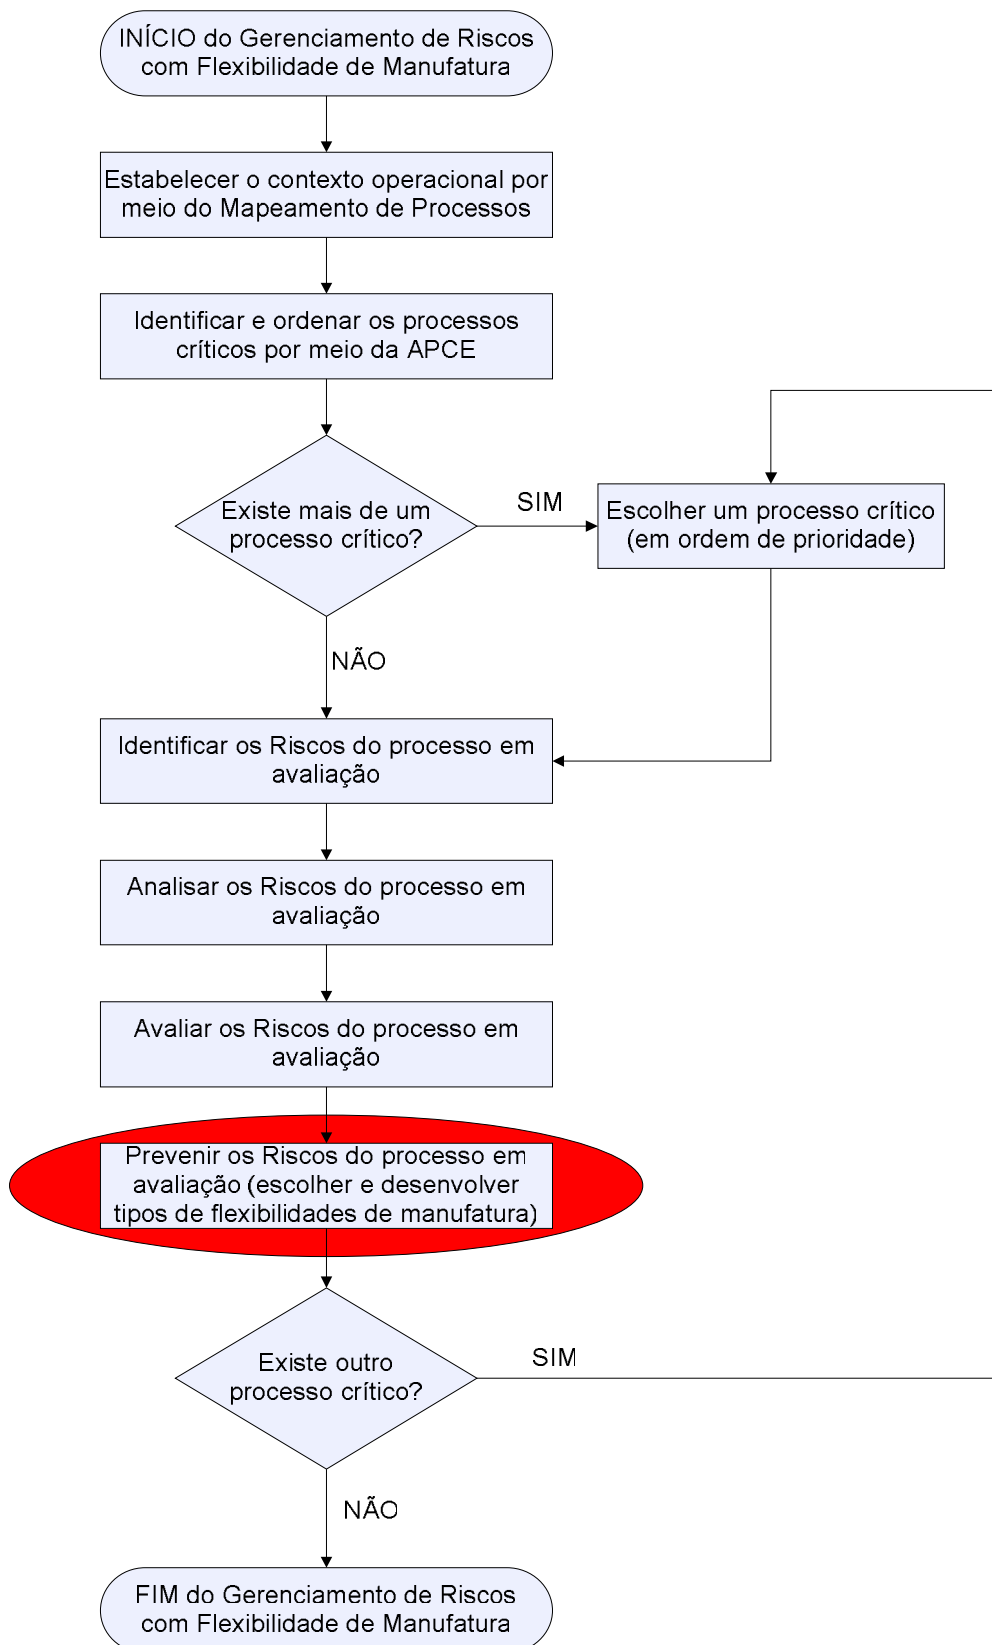 INÍCIO do Gerenciamento de Riscos
com Flexibilidade de Manufatura
Estabelecer o contexto operacional por
meio do Mapeamento de Processos
Identificar e ordenar os processos
críticos por meio da APCE
Existe mais de um
processo crítico?
SIM
Escolher um processo crítico
(em ordem de prioridade)
NÃO
Identificar os Riscos do processo em
avaliação
Analisar os Riscos do processo em
avaliação
Avaliar os Riscos do processo em
avaliação
Prevenir os Riscos do processo em
avaliação (escolher e desenvolver
tipos de flexibilidades de manufatura)
Existe outro
processo crítico?
SIM
NÃO
FIM do Gerenciamento de Riscos
com Flexibilidade de Manufatura